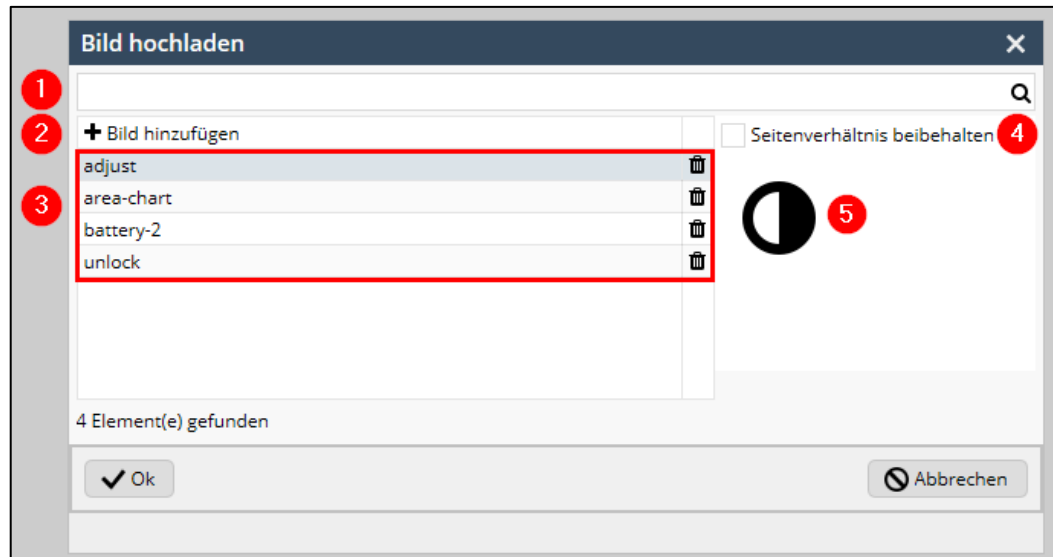 Bild hochladen
1
2
Bild hinzufügen
Seitenverhältnis beibehalten
4
adjust
3
area-chart
battery-2
5
unlock
4 Element(e) gefunden
Ok
Abbrechen